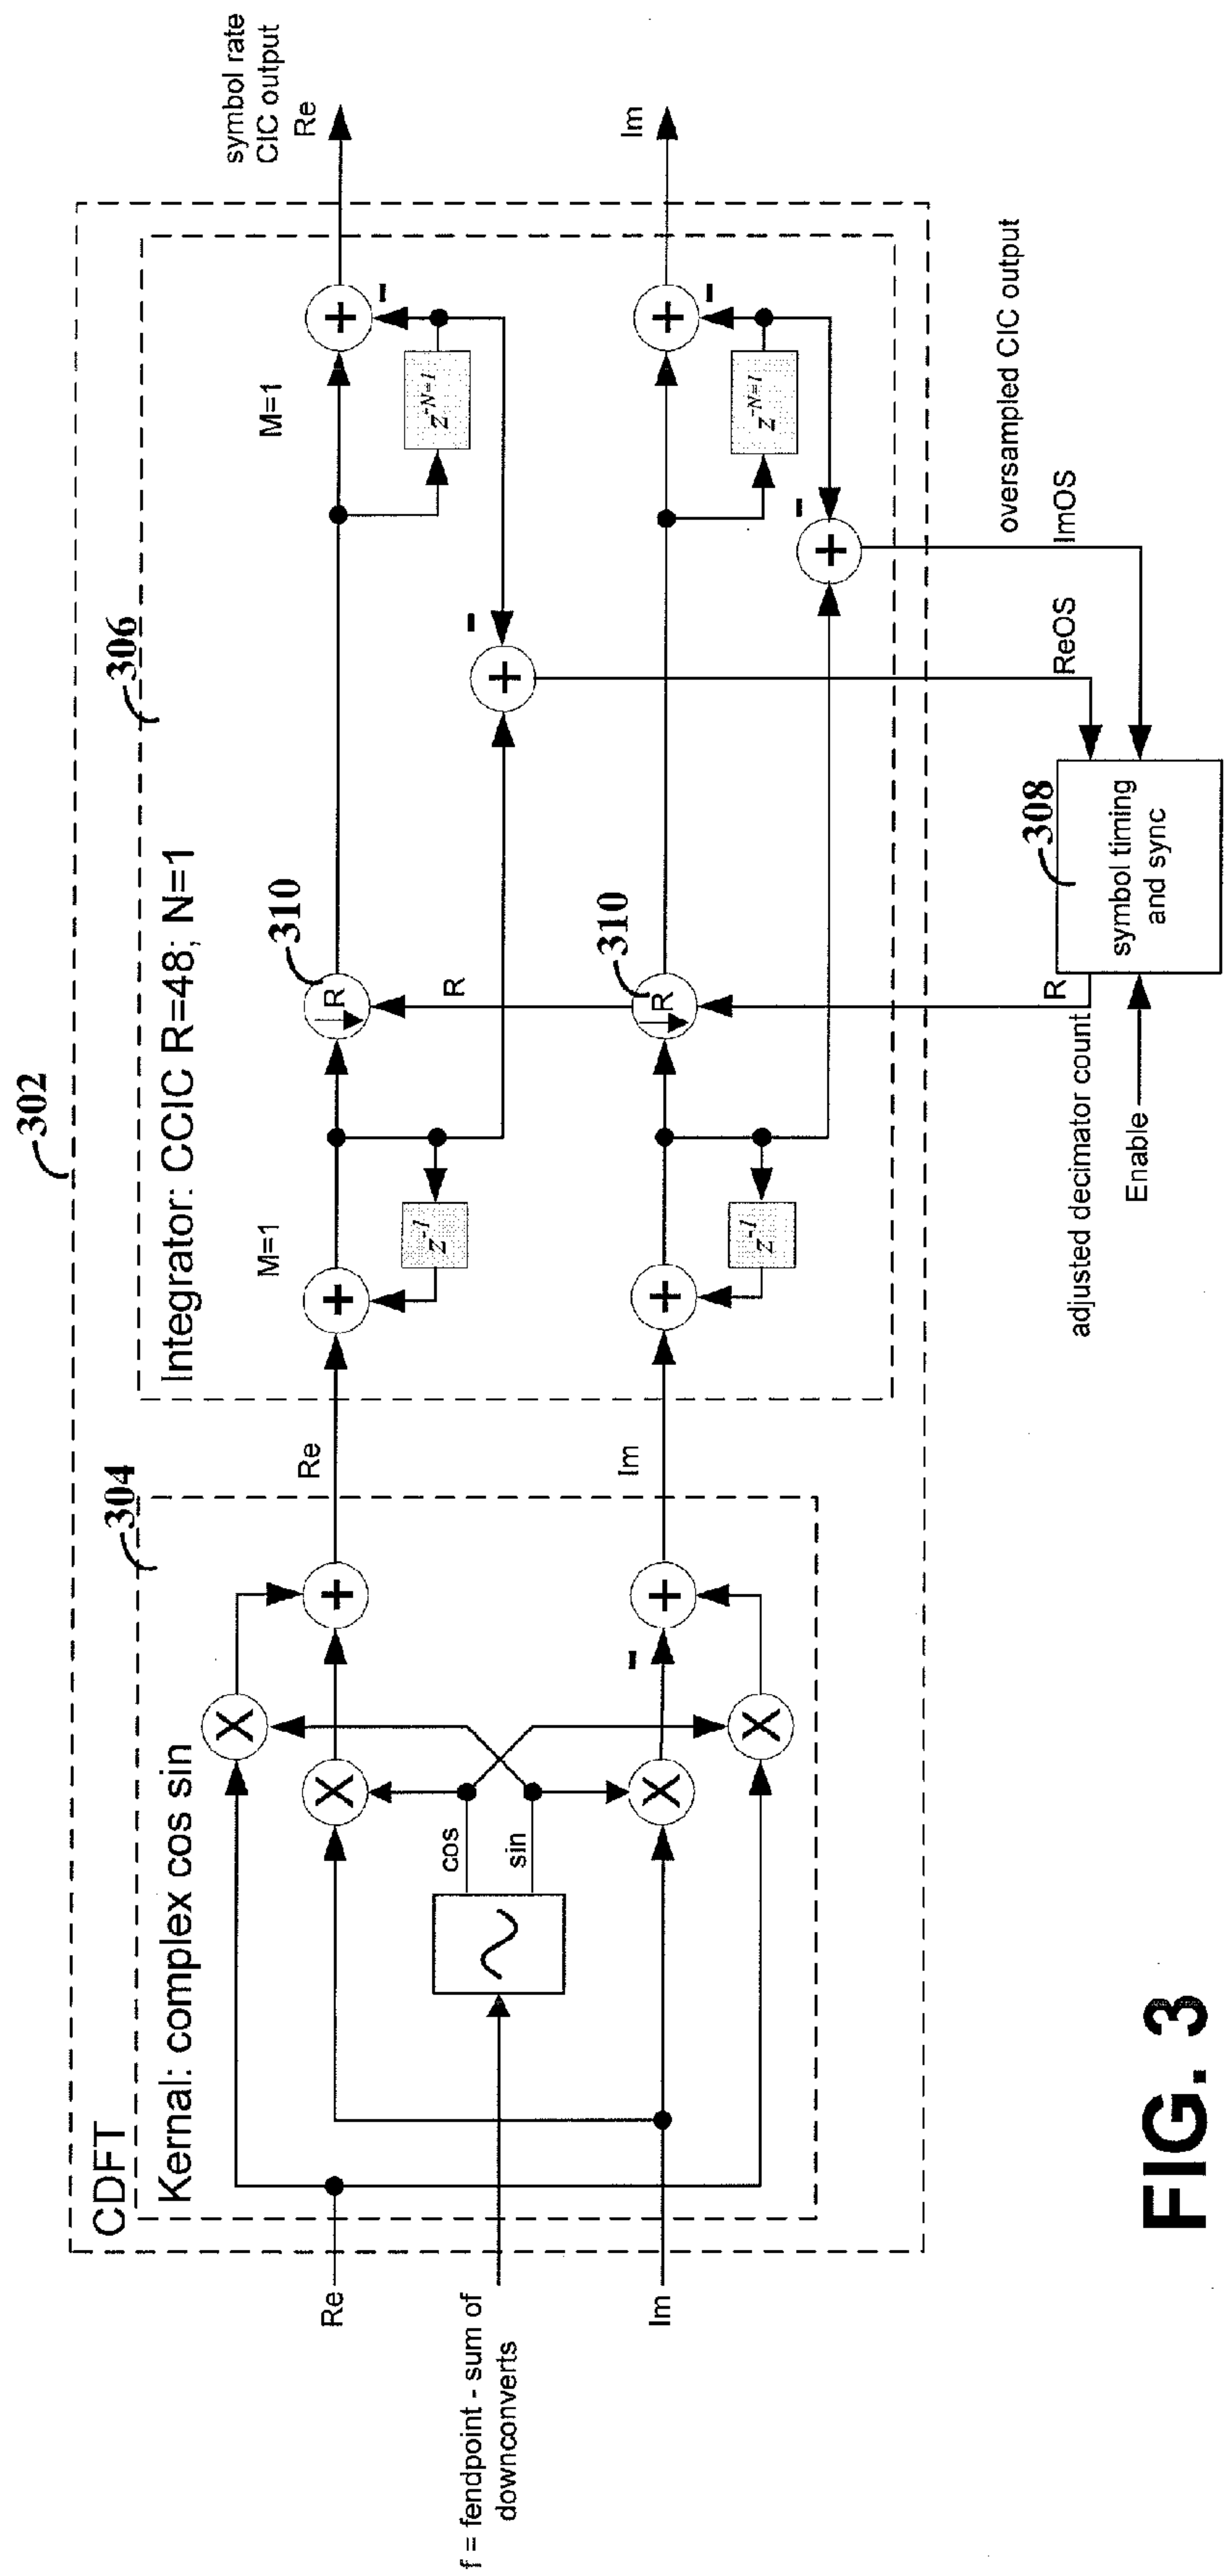 302
CDFT
304
Kernal: complex cos sin
306
Integrator: CCIC R=48; N=1
Re
f = fendpoint - sum of
downconverts
Im
X
X
cos
sin
X
X
+
+
-
Re
Im
+
M=1
z^-1
+
z^-1
310
R
R
310
R
M=1
z^-N=1
+
-
+
-
z^-N=1
+
-
+
-
symbol rate
CIC output
Re
Im
oversampled CIC output
ReOS
ImOS
308
symbol timing
and sync
R
adjusted decimator count
Enable
FIG. 3